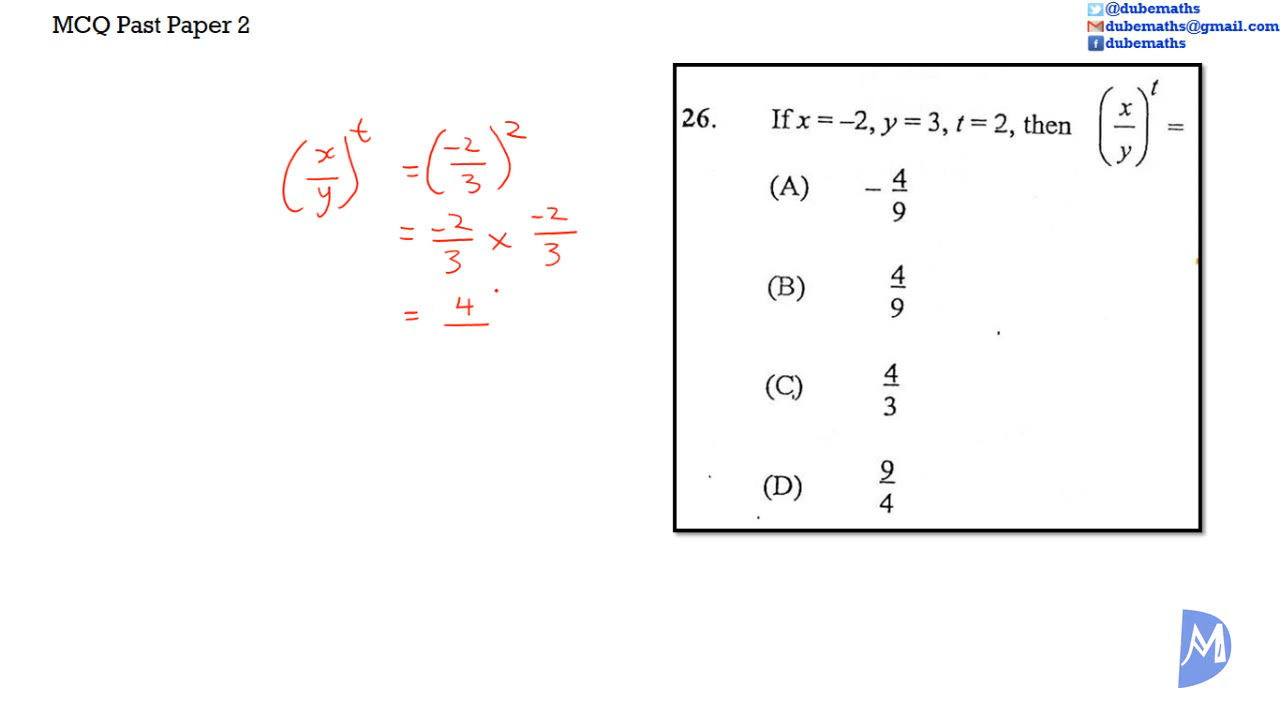 MCQ Past Paper 2
@dubemaths
dubemaths@gmail.com
dubemaths
(x/y)^t = (-2/3)^2
= -2/3 × -2/3
= 4
26. If x = –2, y = 3, t = 2, then (x/y)^t =
(A) – 4/9
(B) 4/9
(C) 4/3
(D) 9/4
DM